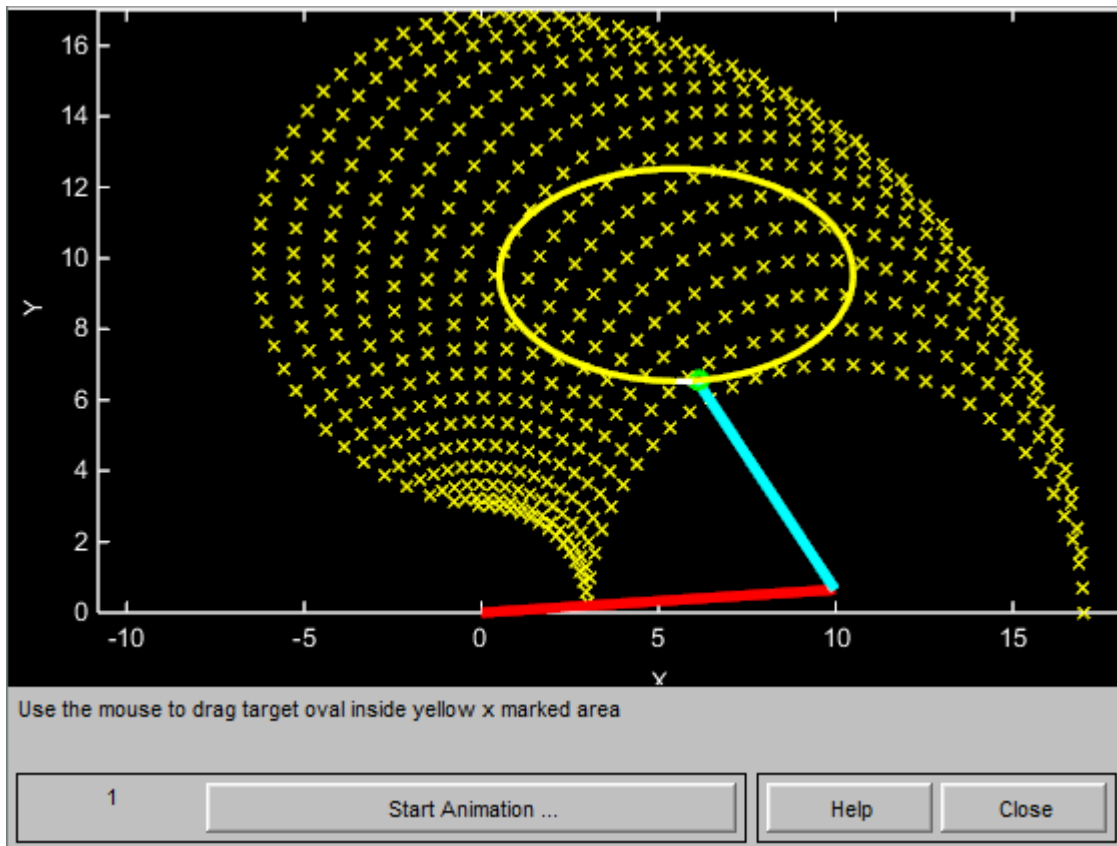 16
14
12
10
8
6
4
2
0
Y
-10 -5 0 5 10 15
X
Use the mouse to drag target oval inside yellow x marked area
1 Start Animation ... Help Close